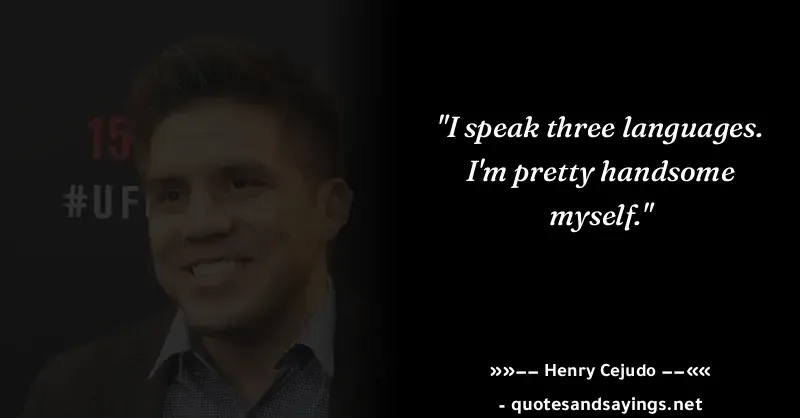 15
#UF
"I speak three languages.
I'm pretty handsome
myself."
»»−− Henry Cejudo −−««
- quotesandsayings.net